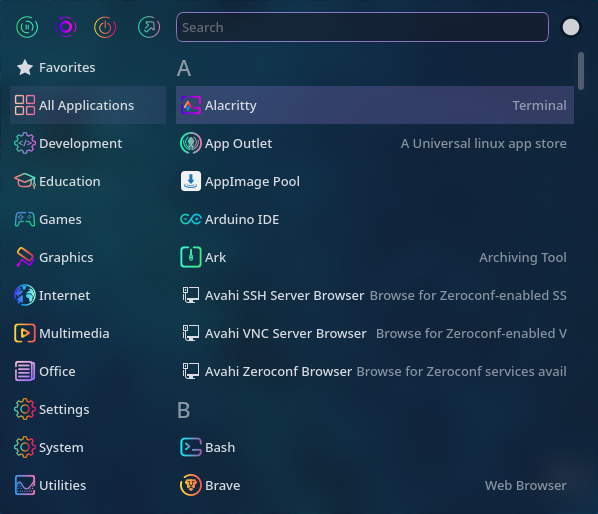 Search
Favorites
All Applications
Development
Education
Games
Graphics
Internet
Multimedia
Office
Settings
System
Utilities
A
Alacritty Terminal
App Outlet A Universal linux app store
AppImage Pool
Arduino IDE
Ark Archiving Tool
Avahi SSH Server Browser Browse for Zeroconf-enabled SS
Avahi VNC Server Browser Browse for Zeroconf-enabled V
Avahi Zeroconf Browser Browse for Zeroconf services avail
B
Bash
Brave Web Browser